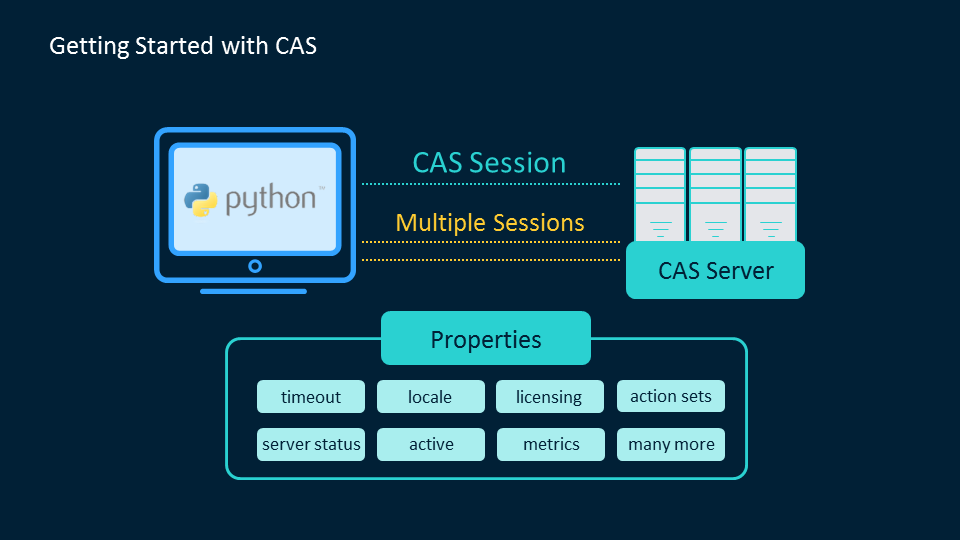 Getting Started with CAS
CAS Session
python™
Multiple Sessions
CAS Server
Properties
timeout
locale
licensing
action sets
server status
active
metrics
many more